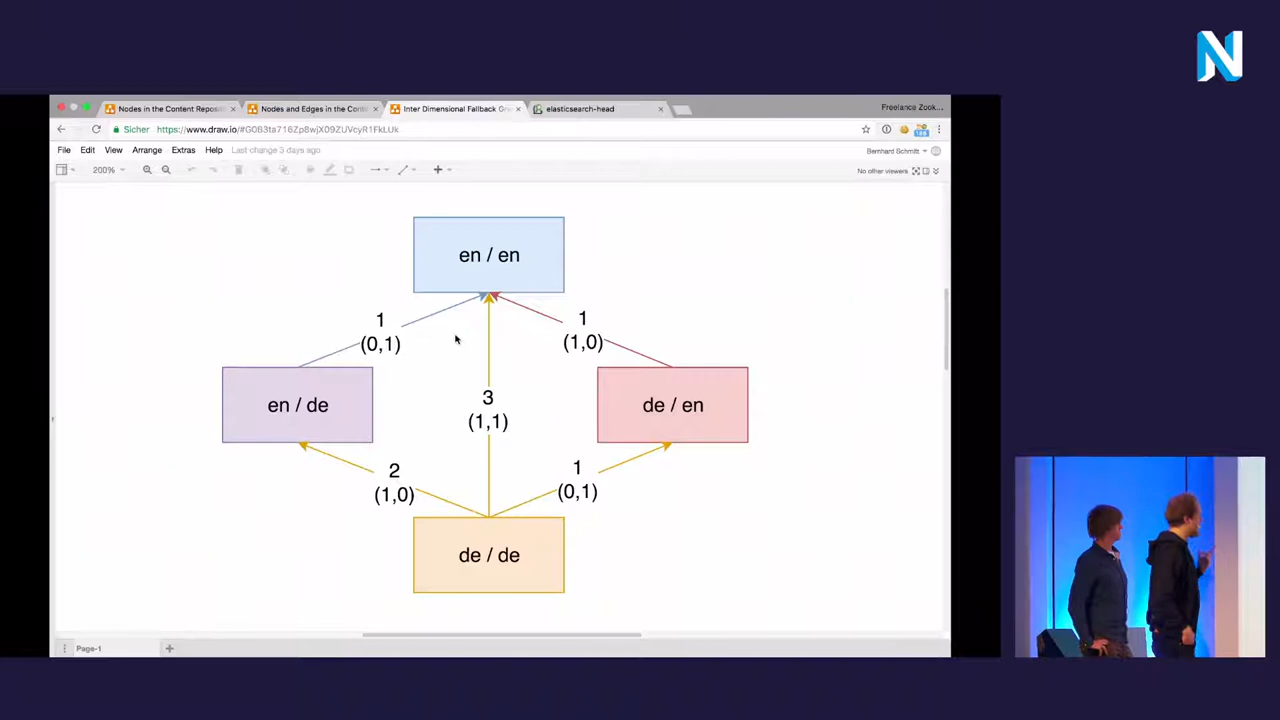 N
Nodes in the Content Reposit
Nodes and Edges in the Conte
Inter Dimensional Fallback Gra
elasticsearch-head
Freelance Zook...
Sicher
File Edit View Arrange Extras Help Last change 3 days ago
Bernhard Schmitt
200%
No other viewers
en / en
1
(0,1)
1
(1,0)
en / de
3
(1,1)
de / en
2
(1,0)
1
(0,1)
de / de
Page-1